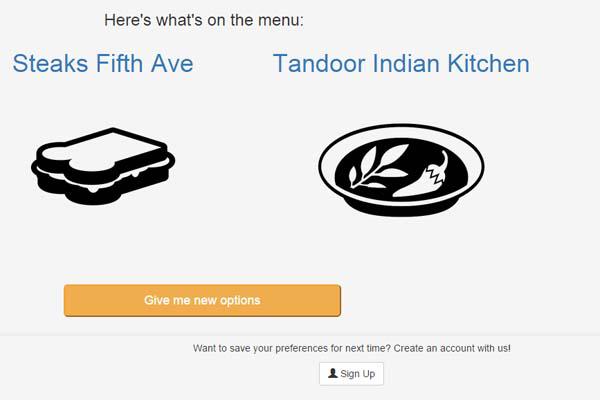 Here's what's on the menu:
Steaks Fifth Ave
Tandoor Indian Kitchen
Give me new options
Want to save your preferences for next time? Create an account with us!
Sign Up